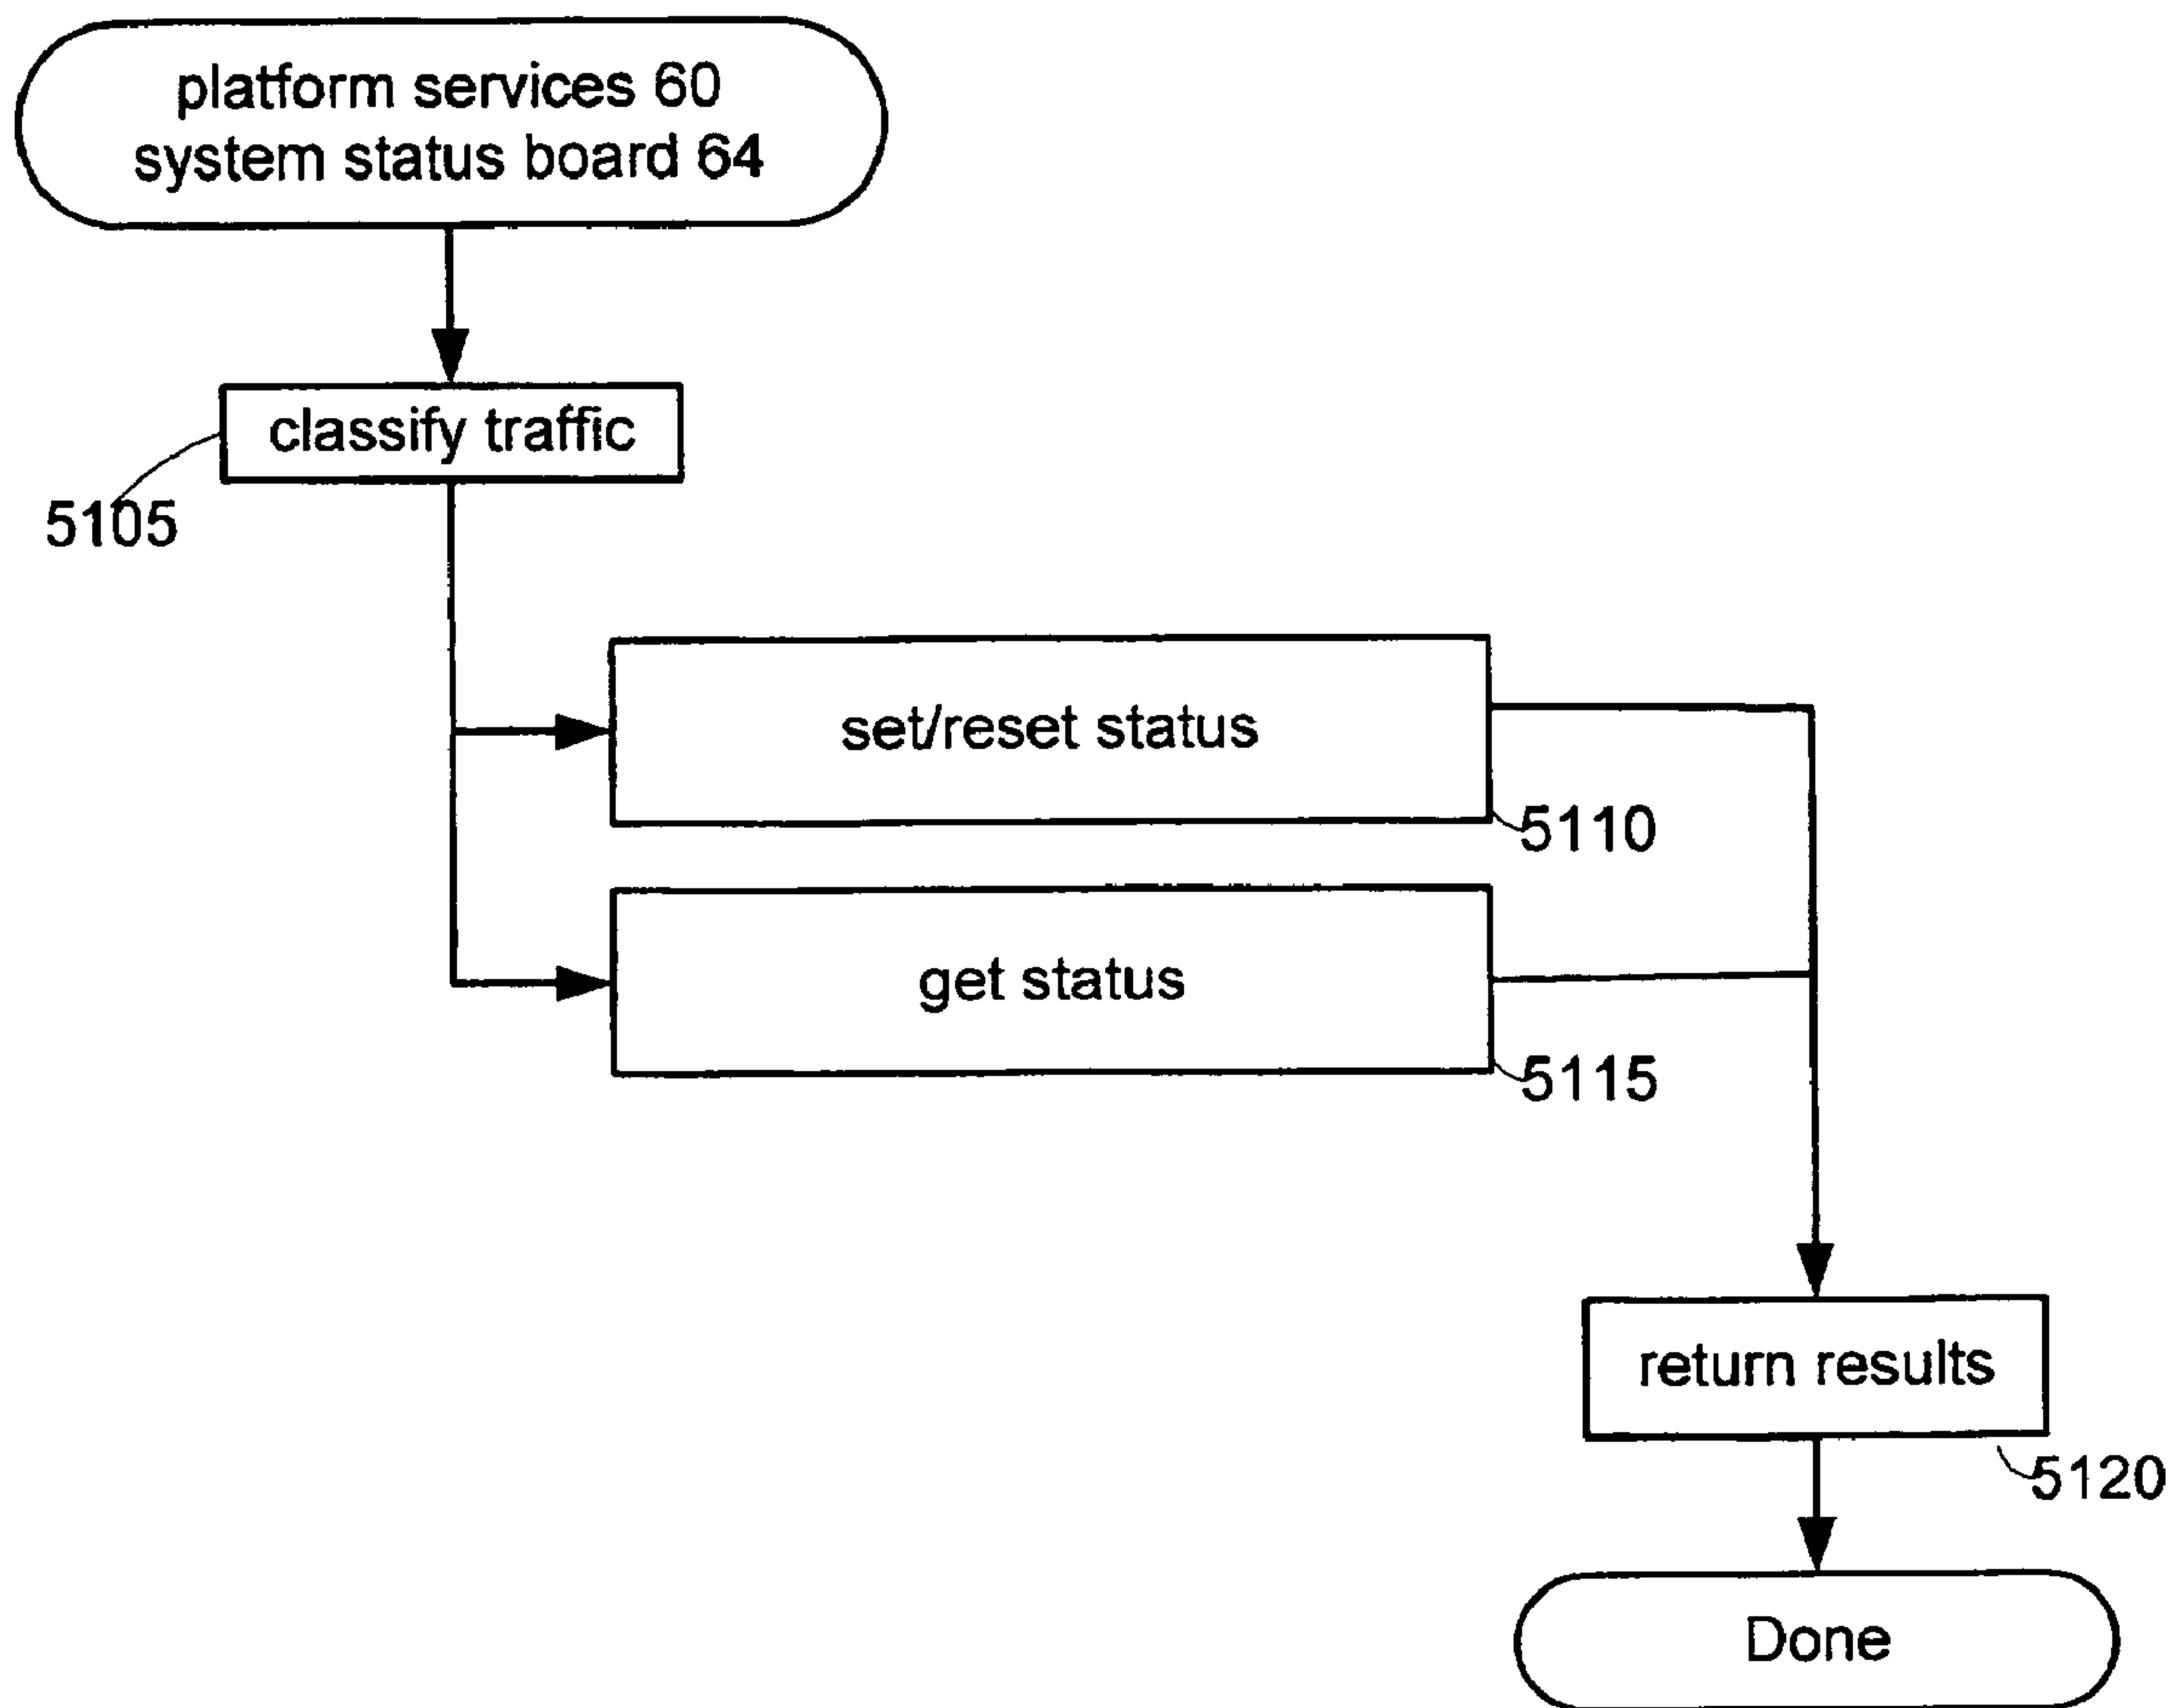 platform services 60
system status board 64
classify traffic
5105
set/reset status
5110
get status
5115
return results
5120
Done